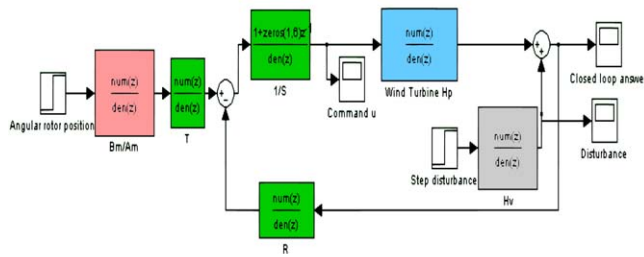 1+zeros(1,6)z
den(z)
1/S
num(z)
den(z)
Wind Turbine Hp
+
+
Closed loop answe
num(z)
den(z)
Bm/Am
num(z)
den(z)
T
+
−
Angular rotor position
Command u
num(z)
den(z)
Hv
Step disturbance
Disturbance
num(z)
den(z)
R